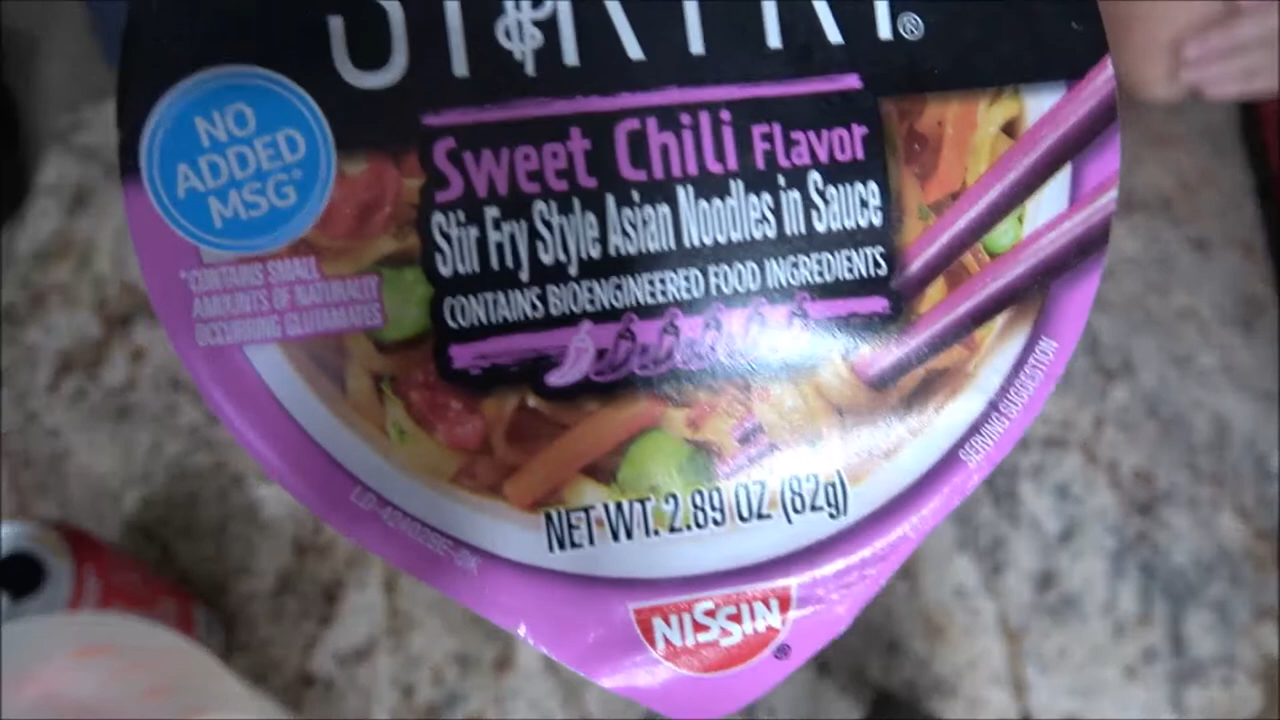 STIR FRY®
NO
ADDED
MSG*
*CONTAINS SMALL
AMOUNTS OF NATURALLY
OCCURRING GLUTAMATES
Sweet Chili Flavor
Stir Fry Style Asian Noodles in Sauce
CONTAINS BIOENGINEERED FOOD INGREDIENTS
SERVING SUGGESTION
NET WT. 2.89 OZ (82g)
NISSIN®